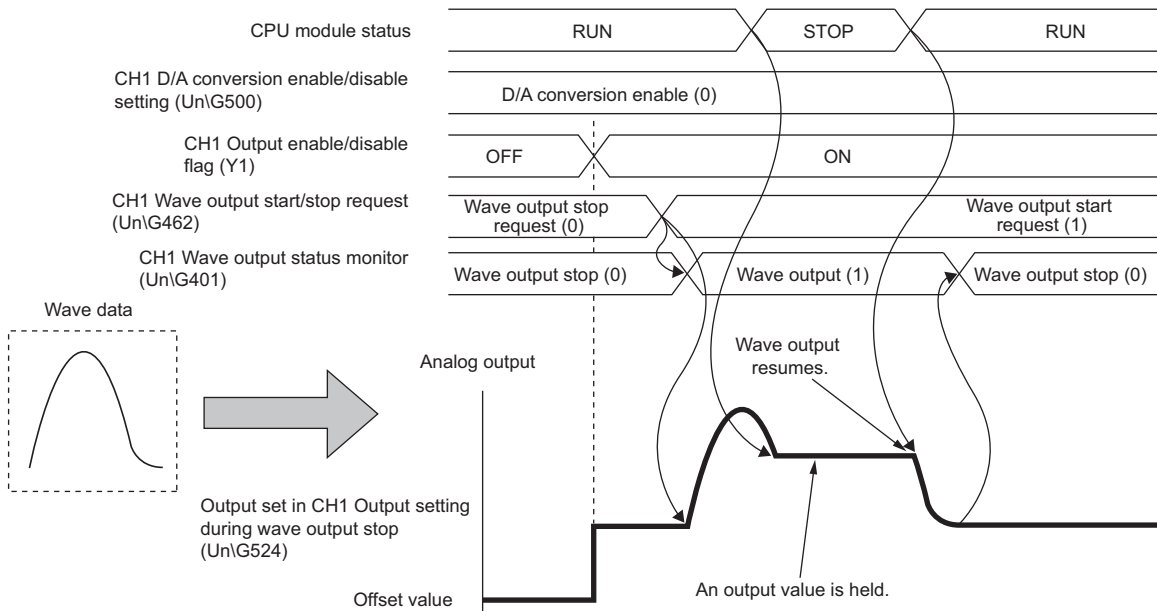 CPU module status
RUN
STOP
RUN
CH1 D/A conversion enable/disable
setting (Un\G500)
D/A conversion enable (0)
CH1 Output enable/disable
flag (Y1)
OFF
ON
CH1 Wave output start/stop request
(Un\G462)
Wave output stop
request (0)
Wave output start
request (1)
CH1 Wave output status monitor
(Un\G401)
Wave output stop (0)
Wave output (1)
Wave output stop (0)
Wave data
Analog output
Wave output
resumes.
Output set in CH1 Output setting
during wave output stop
(Un\G524)
An output value is held.
Offset value